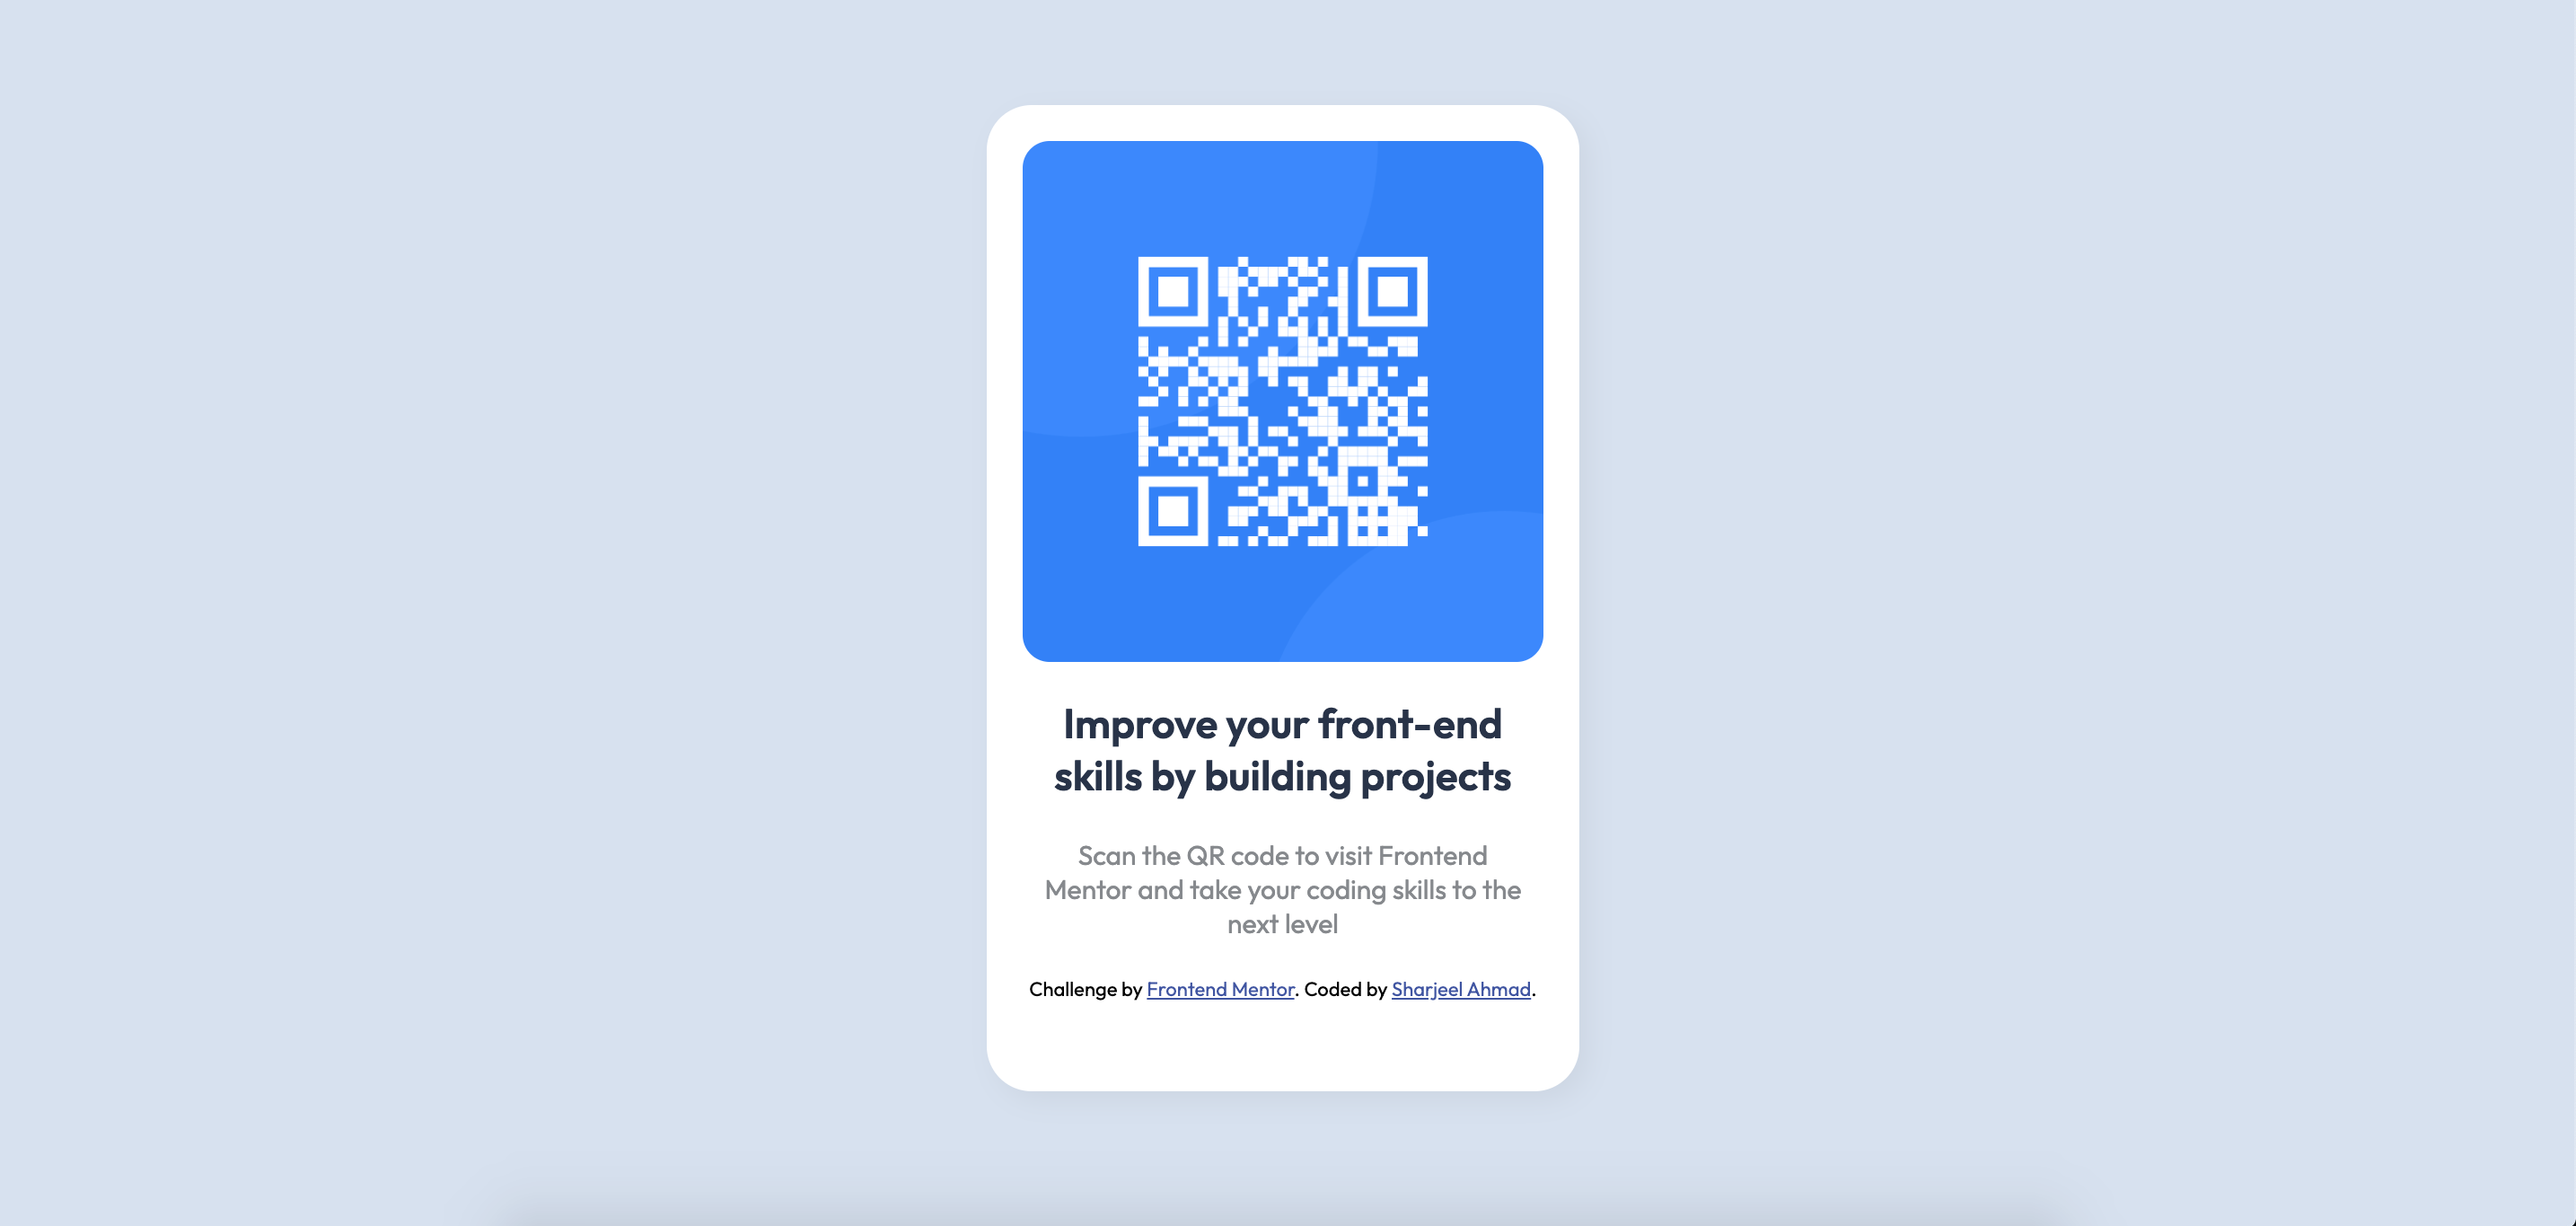 Improve your front-end
skills by building projects
Scan the QR code to visit Frontend
Mentor and take your coding skills to the
next level
Challenge by Frontend Mentor. Coded by Sharjeel Ahmad.